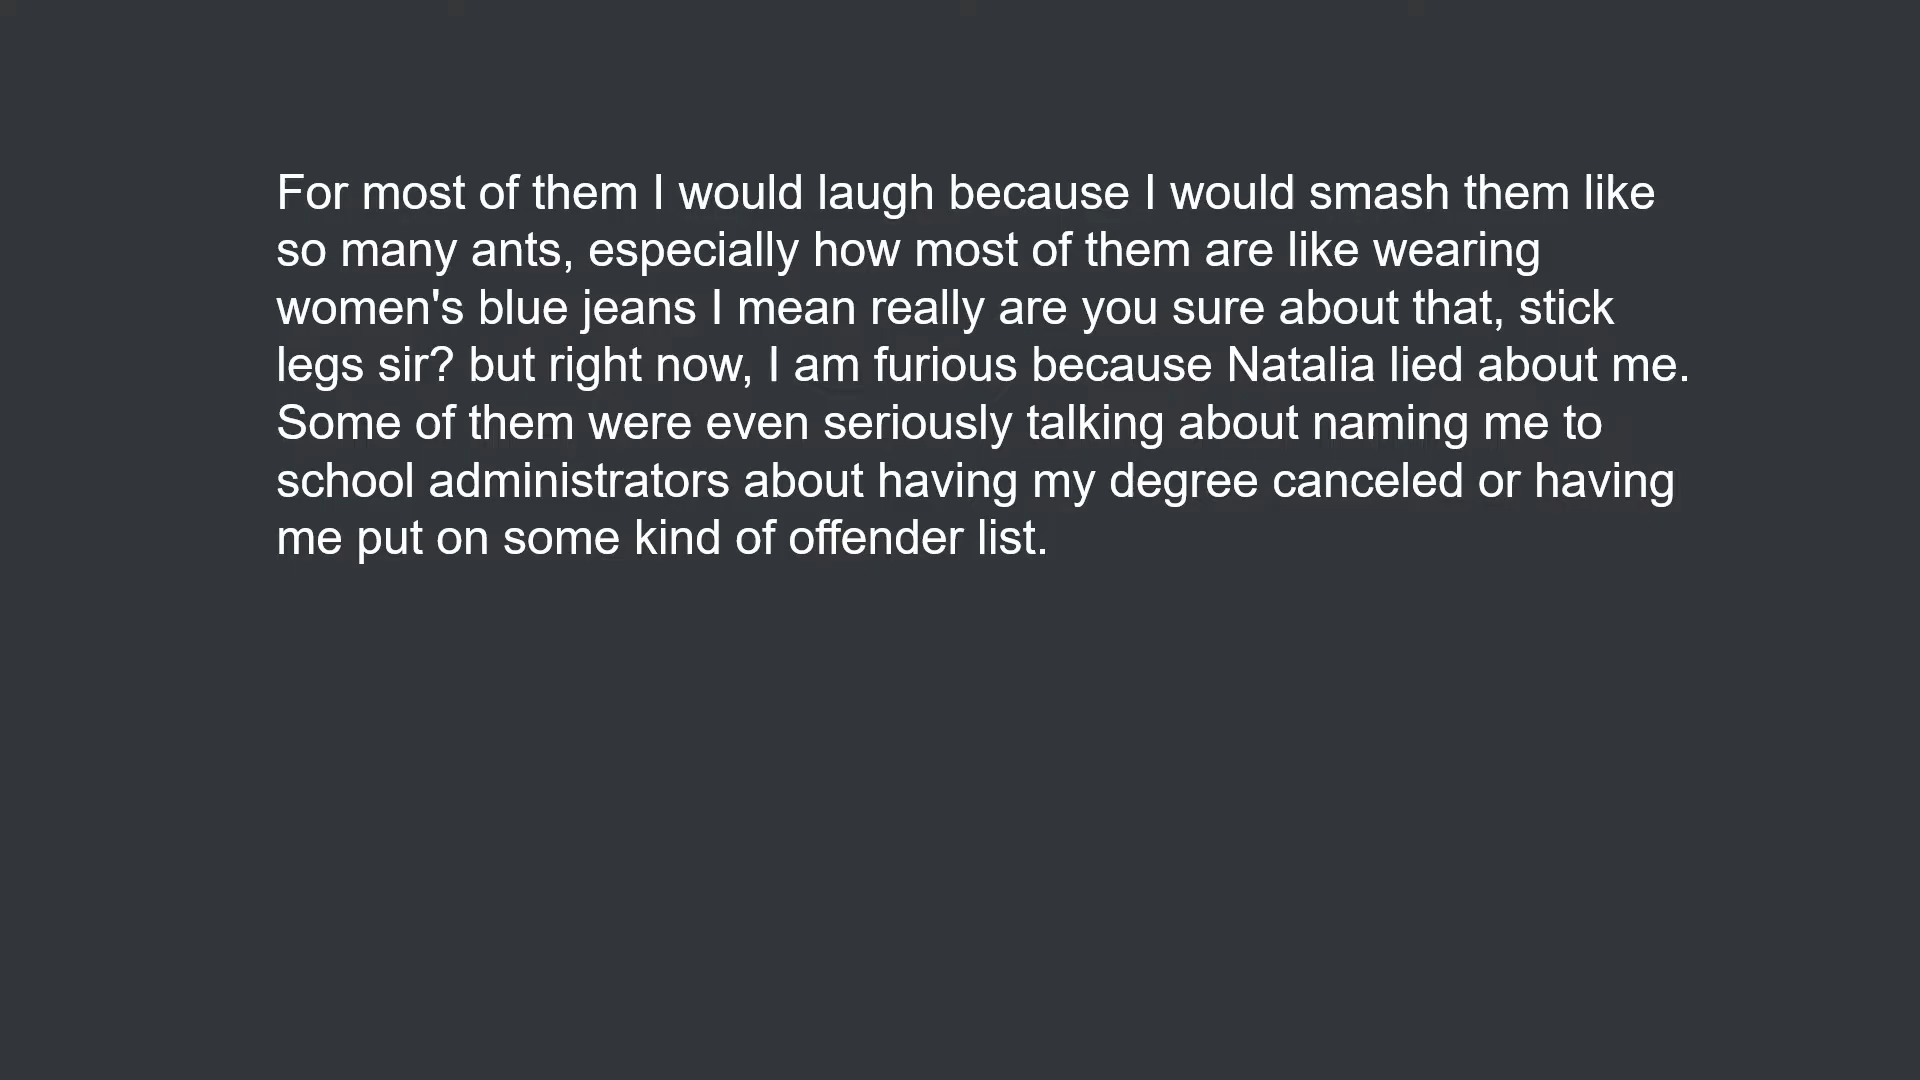 For most of them I would laugh because I would smash them like
so many ants, especially how most of them are like wearing
women's blue jeans I mean really are you sure about that, stick
legs sir? but right now, I am furious because Natalia lied about me.
Some of them were even seriously talking about naming me to
school administrators about having my degree canceled or having
me put on some kind of offender list.